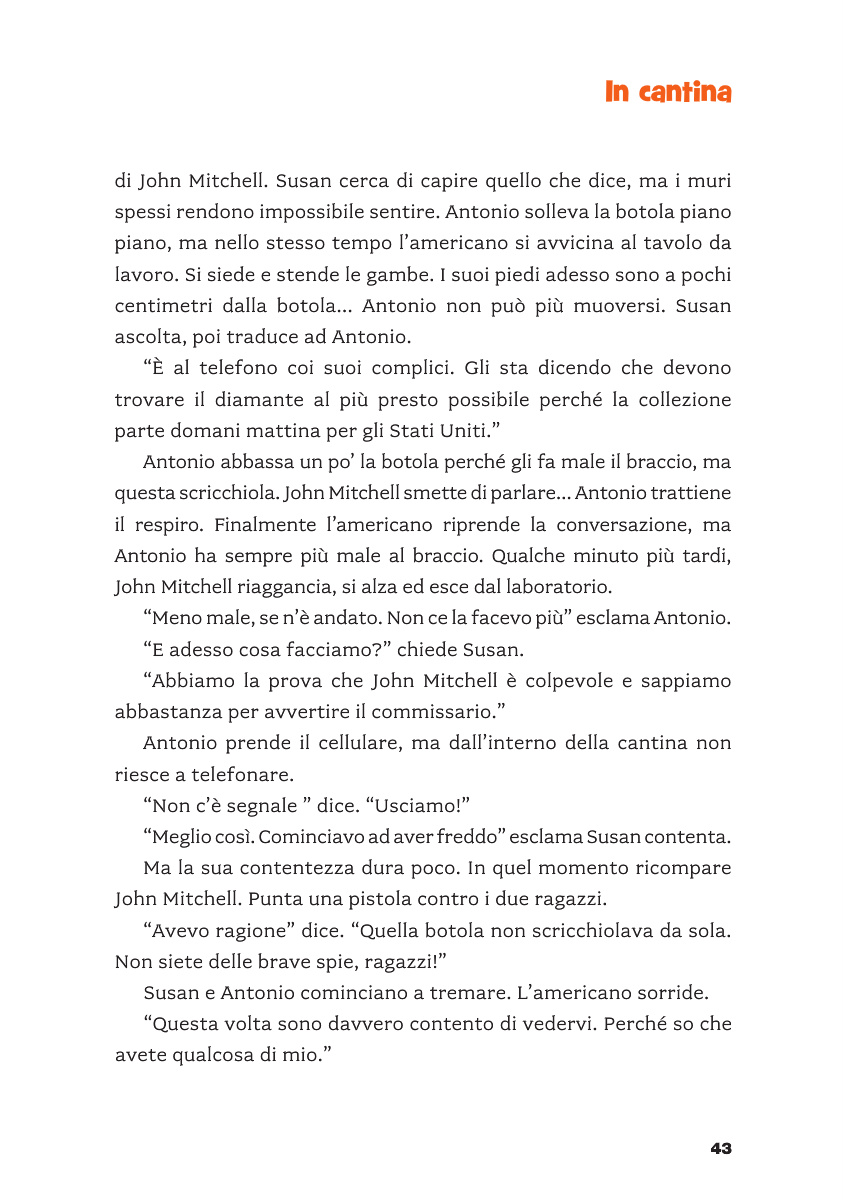 In cantina
di John Mitchell. Susan cerca di capire quello che dice, ma i muri
spessi rendono impossibile sentire. Antonio solleva la botola piano
piano, ma nello stesso tempo l’americano si avvicina al tavolo da
lavoro. Si siede e stende le gambe. I suoi piedi adesso sono a pochi
centimetri dalla botola… Antonio non può più muoversi. Susan
ascolta, poi traduce ad Antonio.
“È al telefono coi suoi complici. Gli sta dicendo che devono
trovare il diamante al più presto possibile perché la collezione
parte domani mattina per gli Stati Uniti.”
Antonio abbassa un po’ la botola perché gli fa male il braccio, ma
questa scricchiola. John Mitchell smette di parlare… Antonio trattiene
il respiro. Finalmente l’americano riprende la conversazione, ma
Antonio ha sempre più male al braccio. Qualche minuto più tardi,
John Mitchell riaggancia, si alza ed esce dal laboratorio.
“Meno male, se n’è andato. Non ce la facevo più” esclama Antonio.
“E adesso cosa facciamo?” chiede Susan.
“Abbiamo la prova che John Mitchell è colpevole e sappiamo
abbastanza per avvertire il commissario.”
Antonio prende il cellulare, ma dall’interno della cantina non
riesce a telefonare.
“Non c’è segnale ” dice. “Usciamo!”
“Meglio così. Cominciavo ad aver freddo” esclama Susan contenta.
Ma la sua contentezza dura poco. In quel momento ricompare
John Mitchell. Punta una pistola contro i due ragazzi.
“Avevo ragione” dice. “Quella botola non scricchiolava da sola.
Non siete delle brave spie, ragazzi!”
Susan e Antonio cominciano a tremare. L’americano sorride.
“Questa volta sono davvero contento di vedervi. Perché so che
avete qualcosa di mio.”
43